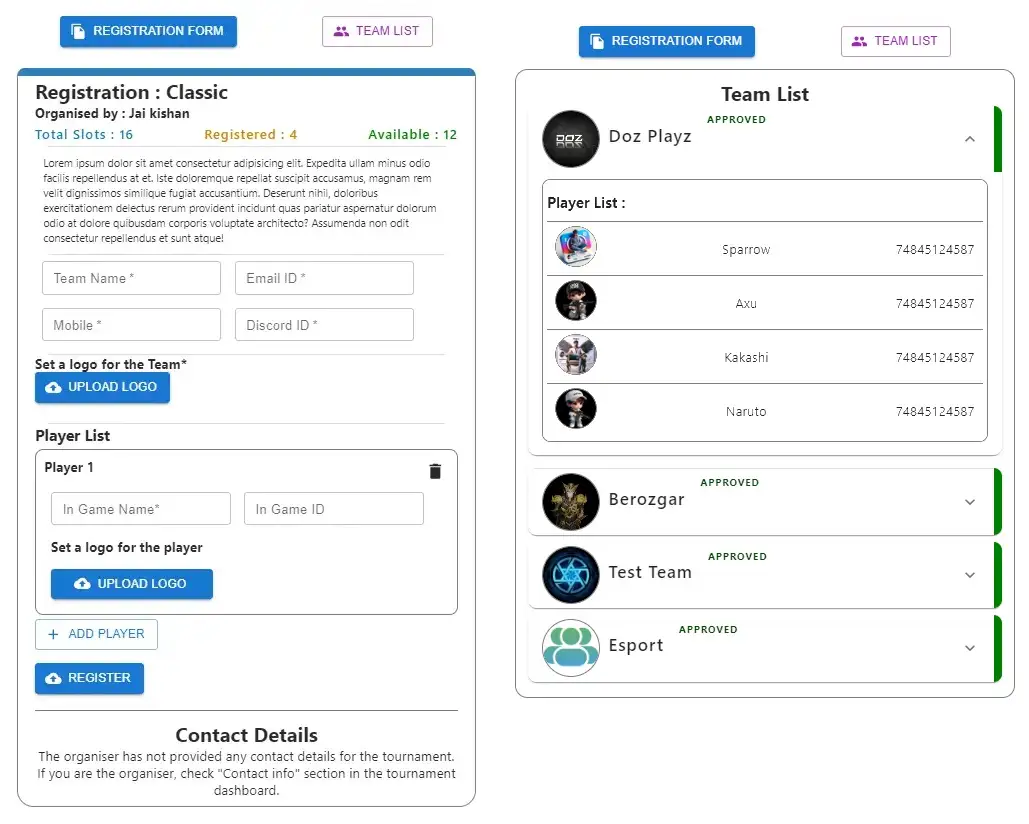 REGISTRATION FORM
TEAM LIST
Registration : Classic
Organised by : Jai kishan
Total Slots : 16
Registered : 4
Available : 12
Lorem ipsum dolor sit amet consectetur adipisicing elit. Expedita ullam minus odio
facilis repellendus at et. Iste doloremque repellat suscipit accusamus, magnam rem
velit dignissimos similique fugiat accusantium. Deserunt nihil, doloribus
exercitationem delectus rerum provident incidunt quas pariatur aspernatur dolorum
odio at dolore quibusdam corporis voluptate architecto? Assumenda non odit
consectetur repellendus et sunt atque!
Team Name *
Email ID *
Mobile *
Discord ID *
Set a logo for the Team*
UPLOAD LOGO
Player List
Player 1
In Game Name*
In Game ID
Set a logo for the player
UPLOAD LOGO
+ ADD PLAYER
REGISTER
Contact Details
The organiser has not provided any contact details for the tournament.
If you are the organiser, check "Contact info" section in the tournament
dashboard.
REGISTRATION FORM
TEAM LIST
Team List
DOZ
Doz Playz
APPROVED
Player List :
Sparrow
74845124587
Axu
74845124587
Kakashi
74845124587
Naruto
74845124587
Berozgar
APPROVED
Test Team
APPROVED
Esport
APPROVED